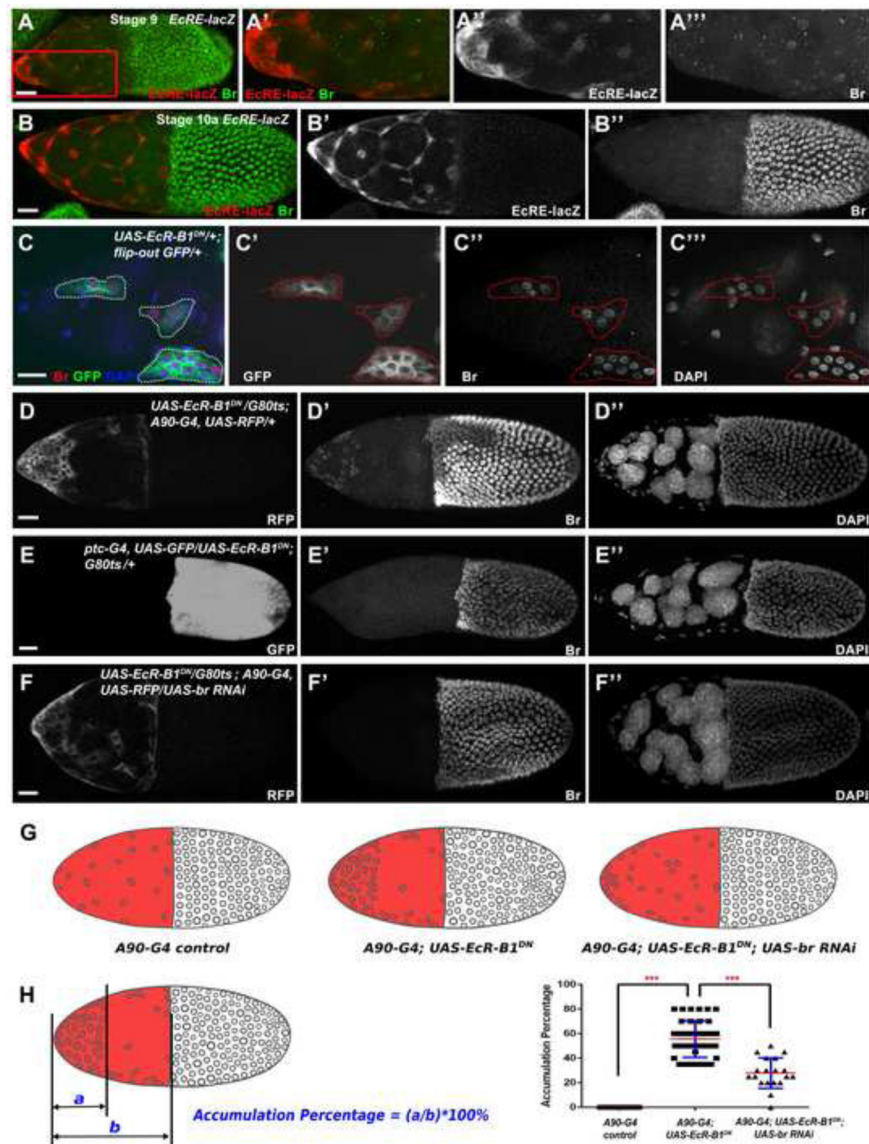 A
Stage 9 EcRE-lacZ
EcRE-lacZ Br
A'
EcRE-lacZ Br
A''
EcRE-lacZ
A'''
Br
B
Stage 10a EcRE-lacZ
EcRE-lacZ Br
B'
EcRE-lacZ
B''
Br
C
UAS-EcR-B1DN/+;
flip-out GFP/+
Br GFP DAPI
C'
GFP
C''
Br
C'''
DAPI
D
UAS-EcR-B1DN/G80ts;
A90-G4, UAS-RFP/+
RFP
D'
Br
D''
DAPI
E
ptc-G4, UAS-GFP/UAS-EcR-B1DN;
G80ts/+
GFP
E'
Br
E''
DAPI
F
UAS-EcR-B1DN/G80ts ; A90-G4,
UAS-RFP/UAS-br RNAi
RFP
F'
Br
F''
DAPI
G
A90-G4 control
A90-G4; UAS-EcR-B1DN
A90-G4; UAS-EcR-B1DN; UAS-br RNAi
H
a
b
Accumulation Percentage = (a/b)*100%
Accumulation Percentage
100
80
60
40
20
0
***
***
A90-G4
control
A90-G4;
UAS-EcR-B1DN
A90-G4; UAS-EcR-B1DN;
UAS-br RNAi